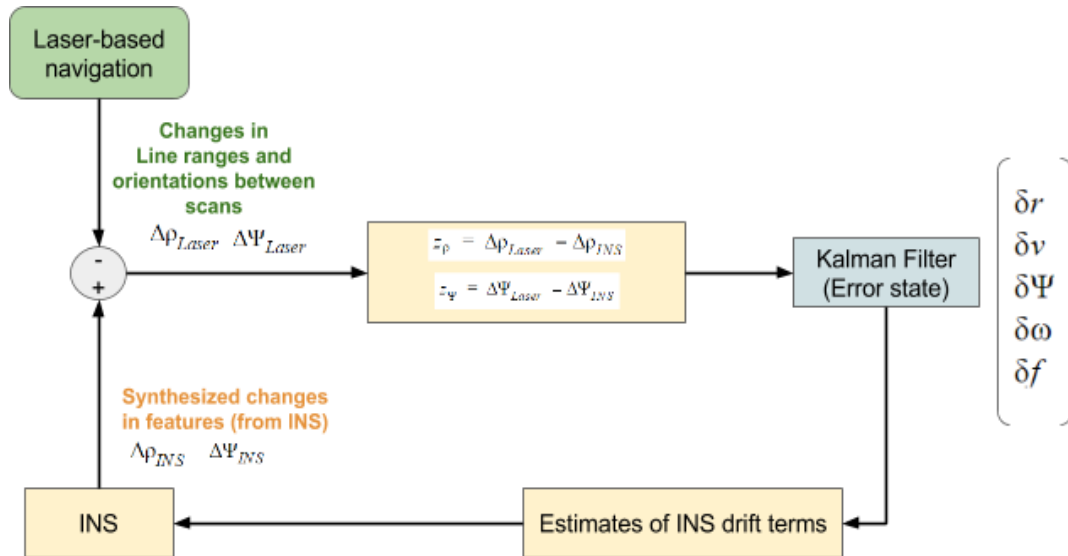 Laser-based
navigation
Changes in
Line ranges and
orientations between
scans
Δρ_Laser ΔΨ_Laser
-
+
z_ρ = Δρ_Laser − Δρ_INS
z_Ψ = ΔΨ_Laser − ΔΨ_INS
Kalman Filter
(Error state)
δr
δv
δΨ
δω
δf
Synthesized changes
in features (from INS)
Δρ_INS ΔΨ_INS
INS
Estimates of INS drift terms